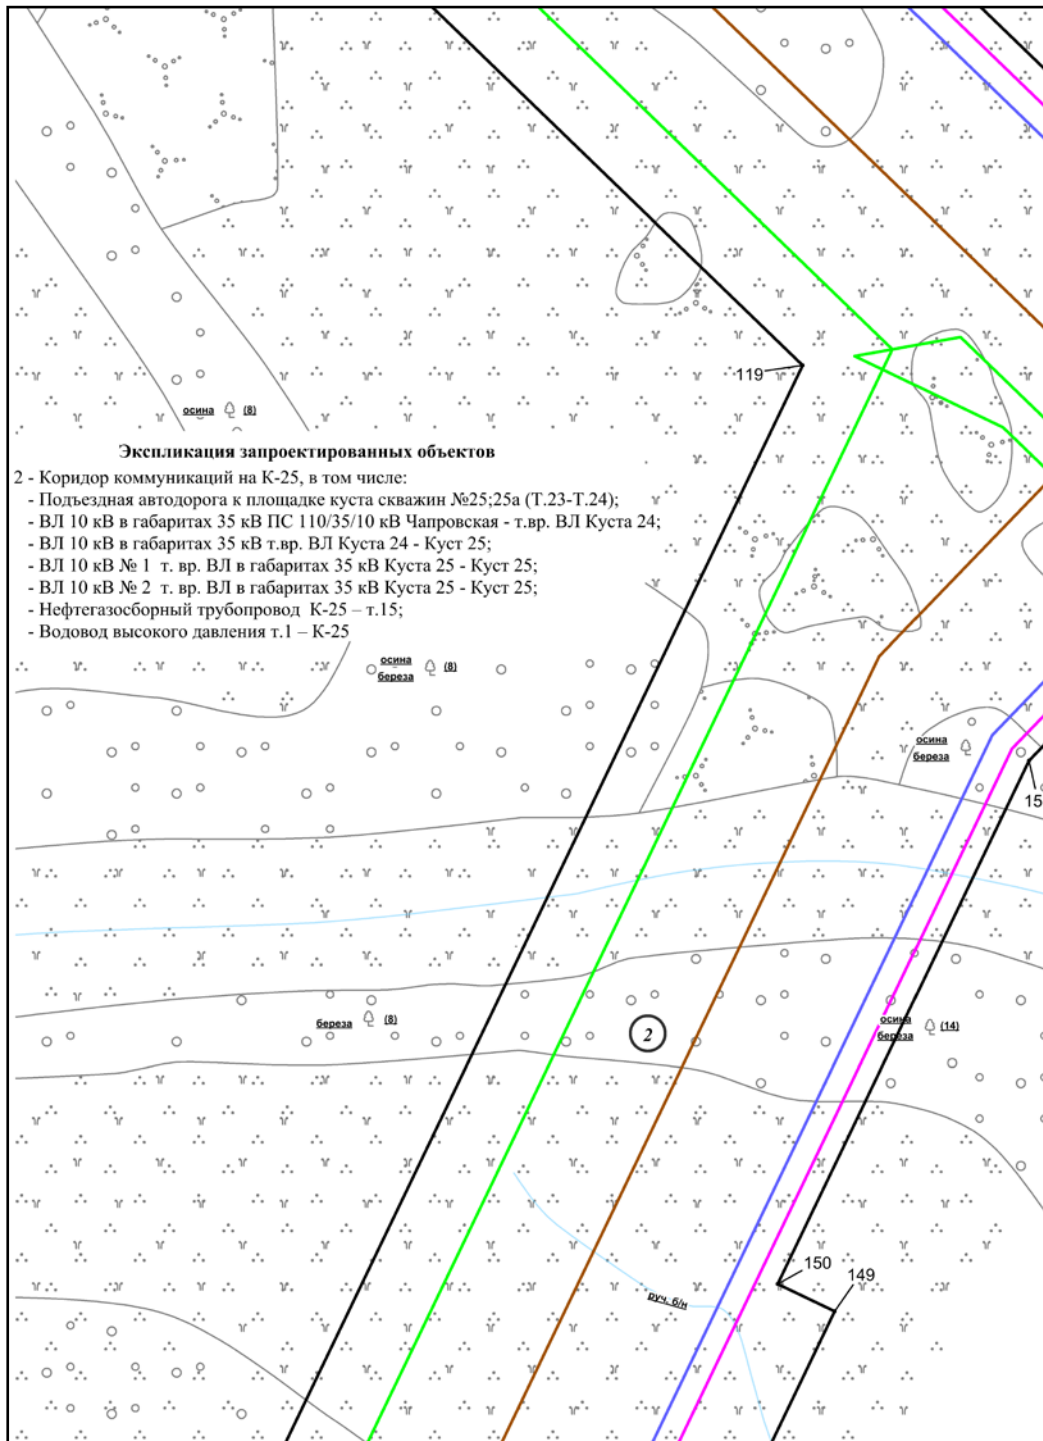 119
осина (8)
Экспликация запроектированных объектов
2 - Коридор коммуникаций на К-25, в том числе:
- Подъездная автодорога к площадке куста скважин №25;25а (Т.23-Т.24);
- ВЛ 10 кВ в габаритах 35 кВ ПС 110/35/10 кВ Чапровская - т.вр. ВЛ Куста 24;
- ВЛ 10 кВ в габаритах 35 кВ т.вр. ВЛ Куста 24 - Куст 25;
- ВЛ 10 кВ № 1 т. вр. ВЛ в габаритах 35 кВ Куста 25 - Куст 25;
- ВЛ 10 кВ № 2 т. вр. ВЛ в габаритах 35 кВ Куста 25 - Куст 25;
- Нефтегазосборный трубопровод К-25 – т.15;
- Водовод высокого давления т.1 – К-25
осина
береза (8)
осина
береза
15
береза (8)
2
осина
береза (14)
150
149
руч. б/н